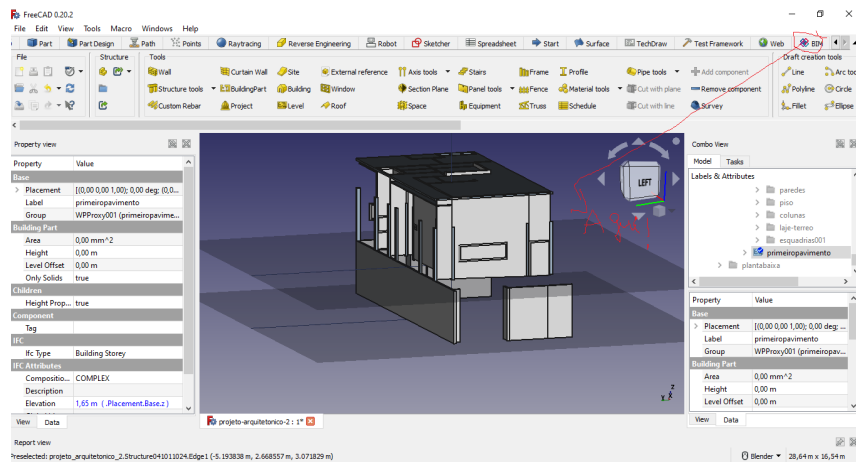 FreeCAD 0.20.2
File Edit View Tools Macro Windows Help
Part Part Design Path Points Raytracing Reverse Engineering Robot Sketcher Spreadsheet Start Surface TechDraw Test Framework Web BIM
File Structure Tools Draft creation tools
Wall Curtain Wall Site External reference Axis tools Stairs Frame Profile Pipe tools Add component Line Arc too
Structure tools BuildingPart Building Window Section Plane Panel tools Fence Material tools Cut with plane Remove component Polyline Circle
Custom Rebar Project Level Roof Space Equipment Truss Schedule Cut with line Survey Fillet Ellipse
Property view
Property Value
Base
Placement [(0,00 0,00 1,00); 0,00 deg; (0,0...
Label primeiropavimento
Group WPProxy001 (primeiropavime...
Building Part
Area 0,00 mm^2
Height 0,00 m
Level Offset 0,00 m
Only Solids true
Children
Height Prop... true
Component
Tag
IFC
Ifc Type Building Storey
IFC Attributes
Compositio... COMPLEX
Description
Elevation 1,65 m ( .Placement.Base.z )
View Data
LEFT
z
projeto-arquitetonico-2 : 1*
Combo View
Model Tasks
Labels & Attributes
paredes
piso
colunas
laje-terreo
esquadrias001
primeiropavimento
plantabaixa
Property Value
Base
Placement [(0,00 0,00 1,00); 0,00 deg; ...
Label primeiropavimento
Group WPProxy001 (primeiropav...
Building Part
Area 0,00 mm^2
Height 0,00 m
Level Offset 0,00 m
View Data
Report view
Preselected: projeto_arquitetonico_2.Structure041011024.Edge1 (-5.193838 m, 2.668557 m, 3.071829 m)
Blender 28,64 m x 16,54 m